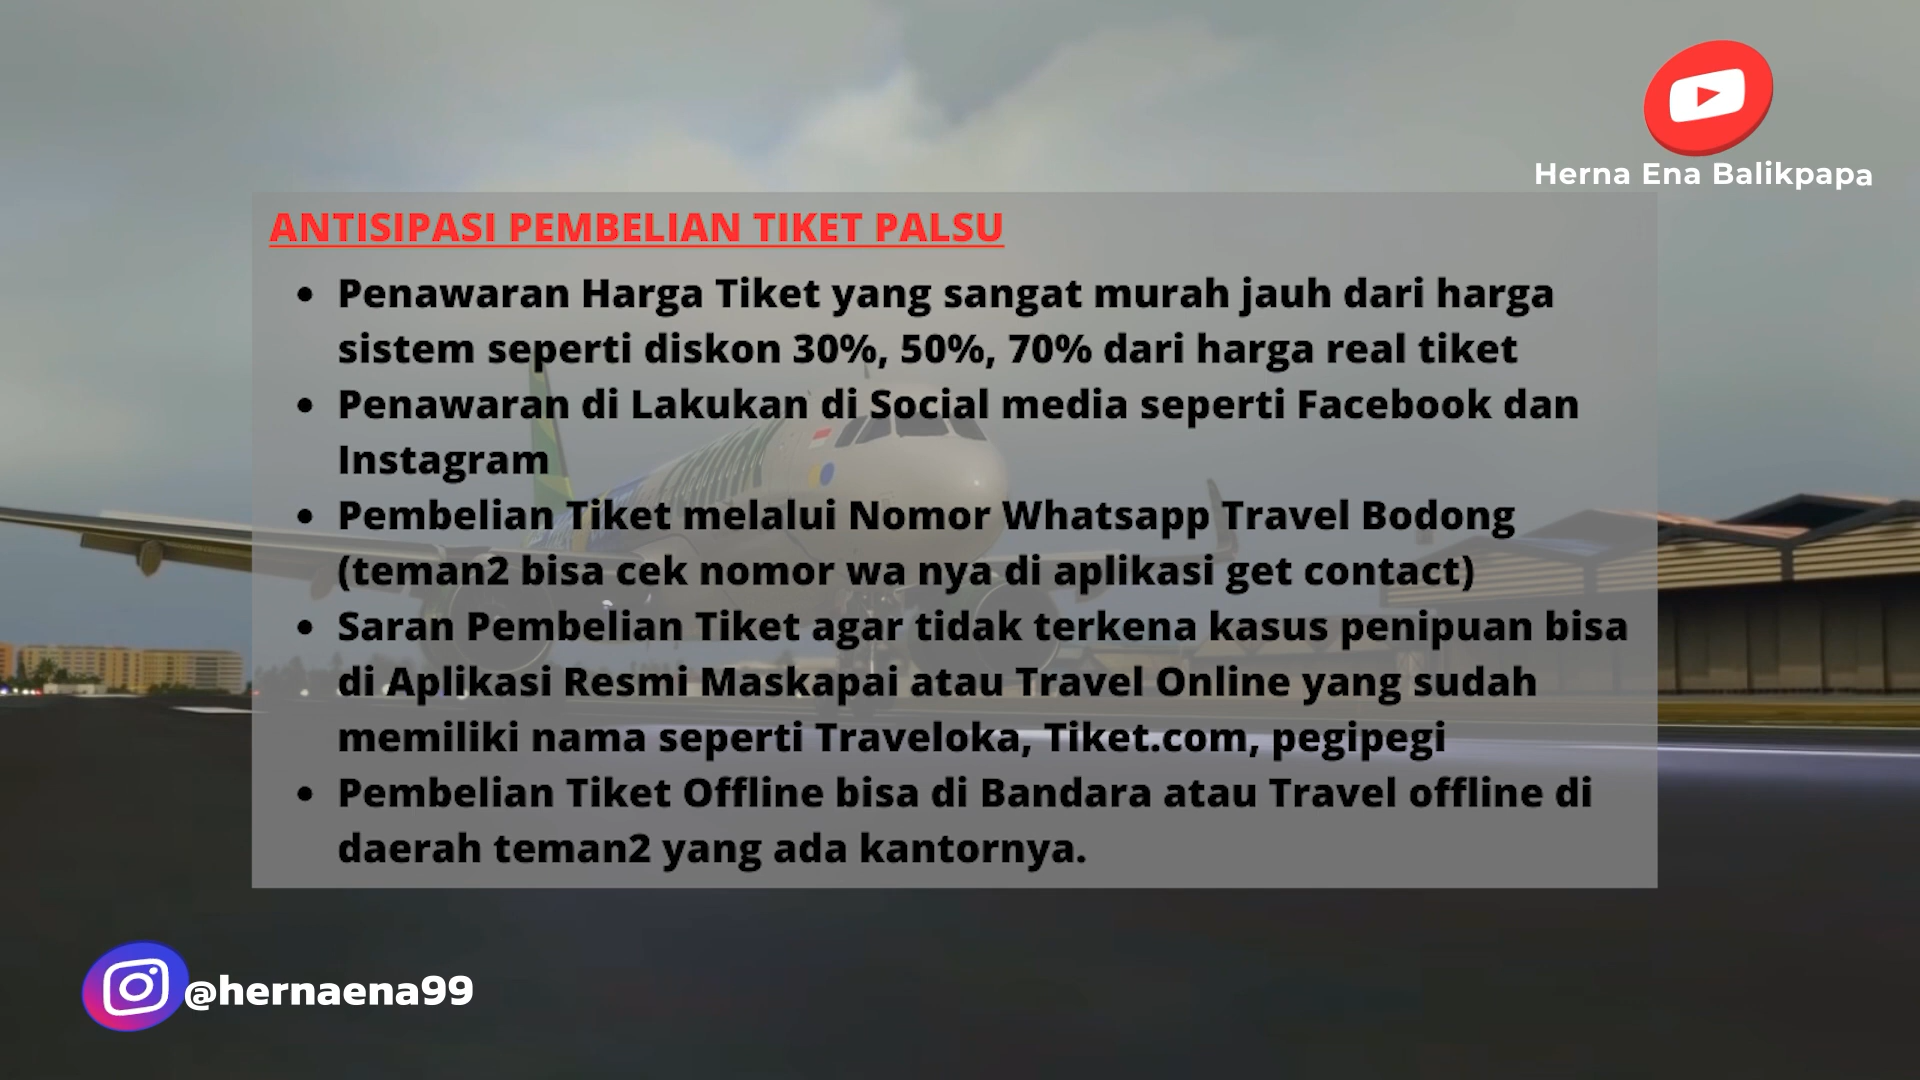 Herna Ena Balikpapa
ANTISIPASI PEMBELIAN TIKET PALSU
Penawaran Harga Tiket yang sangat murah jauh dari harga
sistem seperti diskon 30%, 50%, 70% dari harga real tiket
Penawaran di Lakukan di Social media seperti Facebook dan
Instagram
Pembelian Tiket melalui Nomor Whatsapp Travel Bodong
(teman2 bisa cek nomor wa nya di aplikasi get contact)
Saran Pembelian Tiket agar tidak terkena kasus penipuan bisa
di Aplikasi Resmi Maskapai atau Travel Online yang sudah
memiliki nama seperti Traveloka, Tiket.com, pegipegi
Pembelian Tiket Offline bisa di Bandara atau Travel offline di
daerah teman2 yang ada kantornya.
@hernaena99